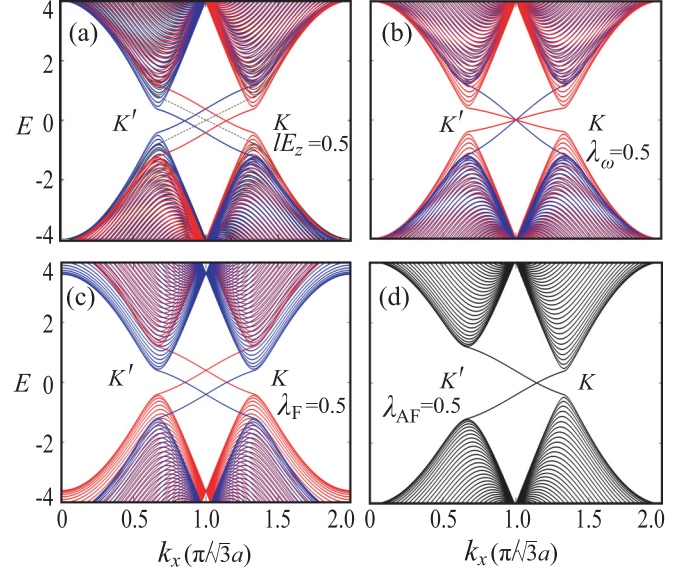 (a)
(b)
4
2
0
-2
-4
E
K′
K
lE_z =0.5
K′
K
λ_ω =0.5
(c)
(d)
4
2
0
-2
-4
E
K′
K
λ_F =0.5
K′
K
λ_AF =0.5
0 0.5 1.0 1.5 2.0
0 0.5 1.0 1.5 2.0
k_x (π/√3a)
k_x (π/√3a)